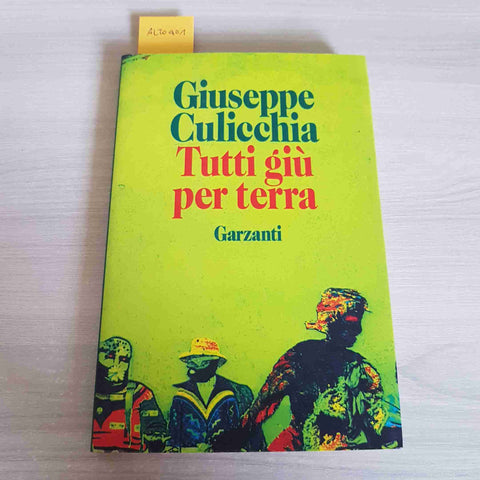 Giuseppe
Culicchia
Tutti giù
per terra
Garzanti